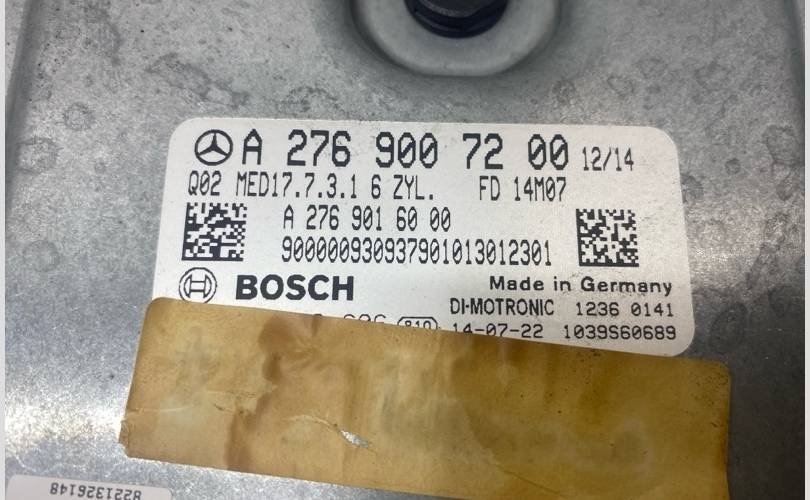 A 276 900 72 00 12/14
Q02 MED17.7.3.1 6 ZYL. FD 14M07
A 276 901 60 00
900000930937901013012301
BOSCH Made in Germany
DI-MOTRONIC 1236 0141
14-07-22 1039S60689
8221326148